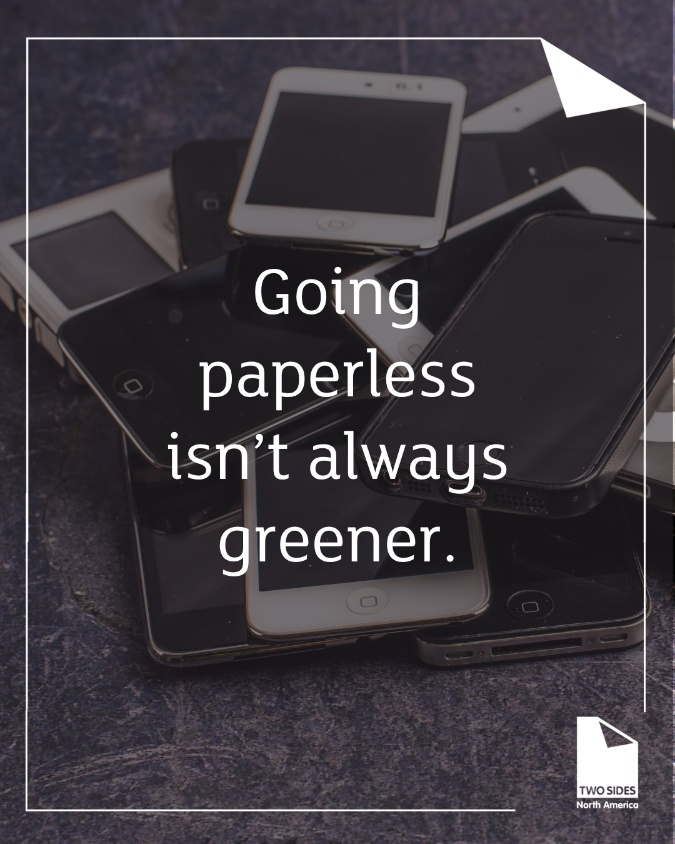 Going
paperless
isn’t always
greener.
TWO SIDES
North America